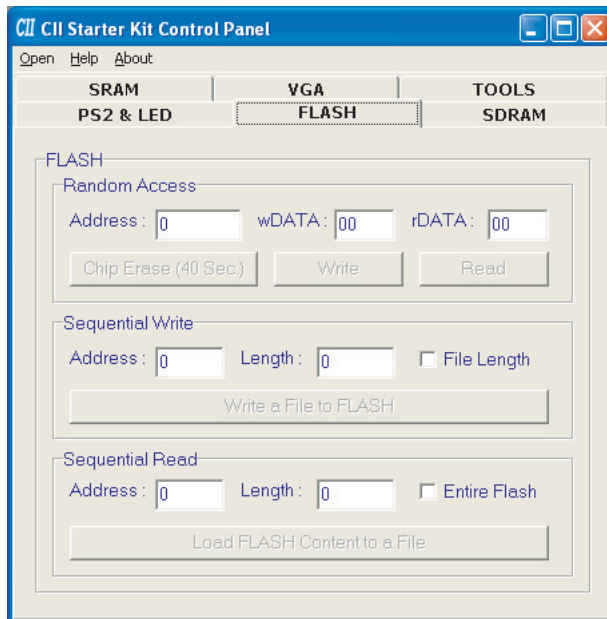 CII CII Starter Kit Control Panel
Open Help About
SRAM VGA TOOLS
PS2 & LED FLASH SDRAM
FLASH
Random Access
Address : 0 wDATA : 00 rDATA : 00
Chip Erase (40 Sec.) Write Read
Sequential Write
Address : 0 Length : 0 File Length
Write a File to FLASH
Sequential Read
Address : 0 Length : 0 Entire Flash
Load FLASH Content to a File